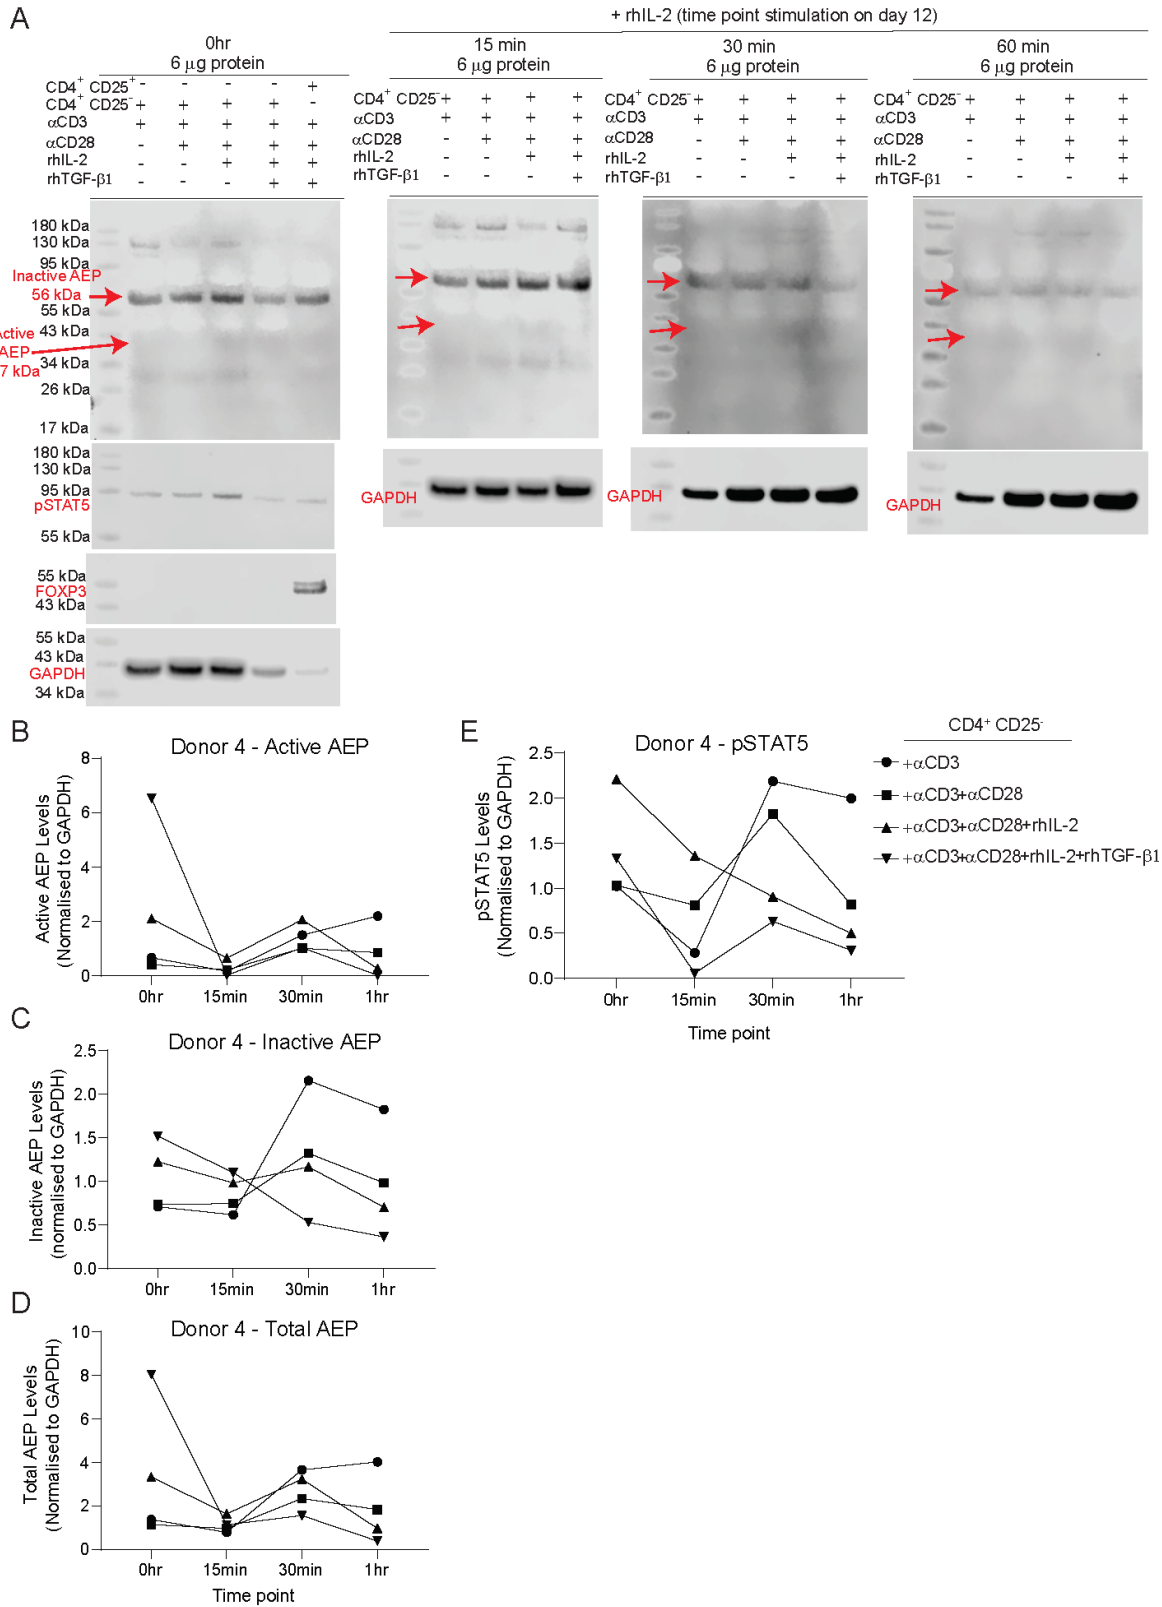 A
+ rhIL-2 (time point stimulation on day 12)
0hr
6 µg protein
15 min
6 µg protein
30 min
6 µg protein
60 min
6 µg protein
CD4⁺ CD25⁺ - - - - +
CD4⁺ CD25⁻ + + + + -
αCD3 + + + + +
αCD28 - + + + +
rhIL-2 - - + + +
rhTGF-β1 - - - + +
CD4⁺ CD25⁻ + + + +
αCD3 + + + +
αCD28 - + + +
rhIL-2 - - + +
rhTGF-β1 - - - +
CD4⁺ CD25⁻ + + + +
αCD3 + + + +
αCD28 - + + +
rhIL-2 - - + +
rhTGF-β1 - - - +
CD4⁺ CD25⁻ + + + +
αCD3 + + + +
αCD28 - + + +
rhIL-2 - - + +
rhTGF-β1 - - - +
180 kDa
130 kDa
95 kDa
Inactive AEP
56 kDa
55 kDa
43 kDa
Active
AEP
34 kDa
7 kDa
26 kDa
17 kDa
180 kDa
130 kDa
95 kDa
pSTAT5
55 kDa
55 kDa
FOXP3
43 kDa
55 kDa
43 kDa
GAPDH
34 kDa
GAPDH
GAPDH
GAPDH
B
Donor 4 - Active AEP
Active AEP Levels
(Normalised to GAPDH)
8
6
4
2
0
0hr 15min 30min 1hr
C
Donor 4 - Inactive AEP
Inactive AEP Levels
(normalised to GAPDH)
2.5
2.0
1.5
1.0
0.5
0.0
0hr 15min 30min 1hr
D
Donor 4 - Total AEP
Total AEP Levels
(Normalised to GAPDH)
10
8
6
4
2
0
0hr 15min 30min 1hr
Time point
E
Donor 4 - pSTAT5
pSTAT5 Levels
(Normalised to GAPDH)
2.5
2.0
1.5
1.0
0.5
0.0
0hr 15min 30min 1hr
Time point
CD4⁺ CD25⁻
+αCD3
+αCD3+αCD28
+αCD3+αCD28+rhIL-2
+αCD3+αCD28+rhIL-2+rhTGF-β1